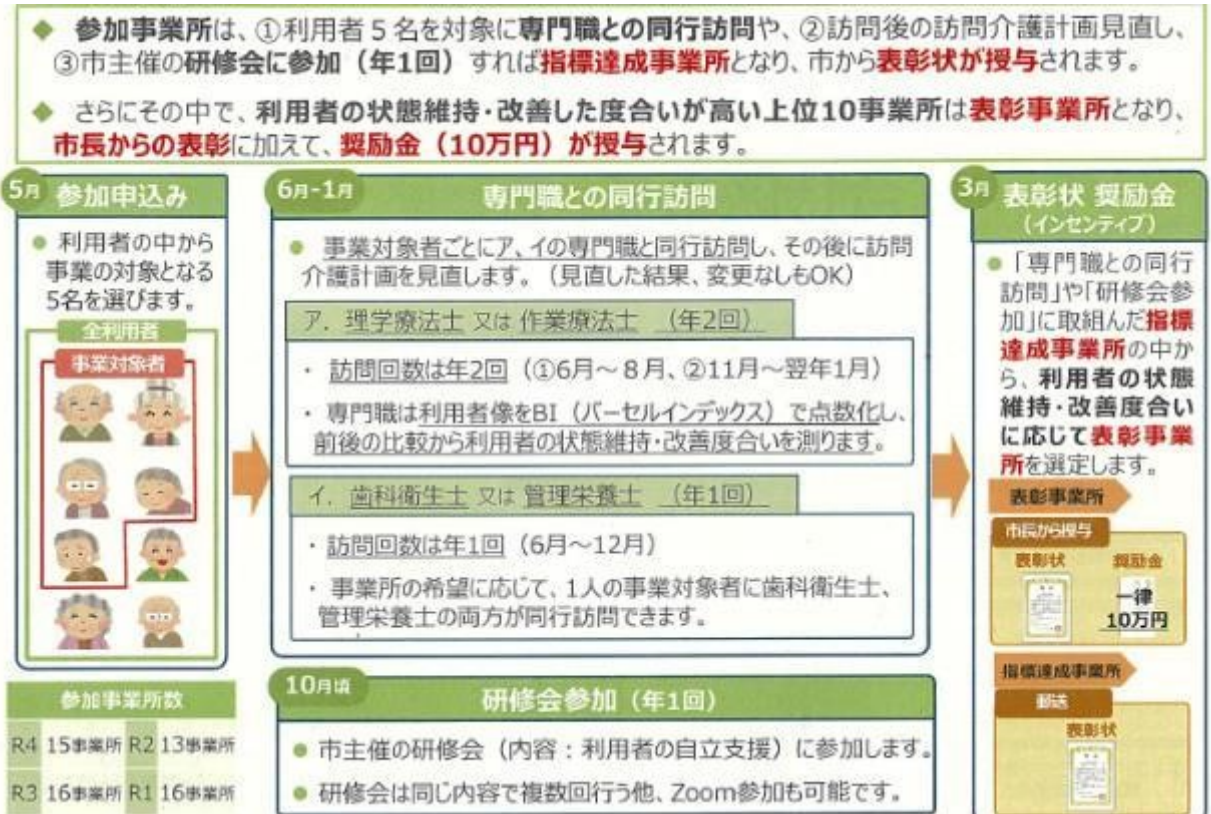 ◆ 参加事業所は、①利用者５名を対象に専門職との同行訪問や、②訪問後の訪問介護計画見直し、
③市主催の研修会に参加（年1回）すれば指標達成事業所となり、市から表彰状が授与されます。
◆ さらにその中で、利用者の状態維持・改善した度合いが高い上位10事業所は表彰事業所となり、
市長からの表彰に加えて、奨励金（10万円）が授与されます。
5月 参加申込み
● 利用者の中から
事業の対象となる
5名を選びます。
全利用者
事業対象者
参加事業所数
R4 15事業所 R2 13事業所
R3 16事業所 R1 16事業所
6月-1月 専門職との同行訪問
● 事業対象者ごとにア、イの専門職と同行訪問し、その後に訪問
介護計画を見直します。（見直した結果、変更なしもOK）
ア．理学療法士 又は 作業療法士 （年2回）
・ 訪問回数は年2回（①6月～８月、②11月～翌年1月）
・ 専門職は利用者像をBI（バーセルインデックス）で点数化し、
前後の比較から利用者の状態維持・改善度合いを測ります。
イ．歯科衛生士 又は 管理栄養士 （年1回）
・ 訪問回数は年1回（6月～12月）
・ 事業所の希望に応じて、1人の事業対象者に歯科衛生士、
管理栄養士の両方が同行訪問できます。
10月頃 研修会参加（年1回）
● 市主催の研修会（内容：利用者の自立支援）に参加します。
● 研修会は同じ内容で複数回行う他、Zoom参加も可能です。
3月 表彰状 奨励金
（インセンティブ）
● 「専門職との同行
訪問」や「研修会参
加」に取組んだ指標
達成事業所の中か
ら、利用者の状態
維持・改善度合い
に応じて表彰事業
所を選定します。
表彰事業所
市長から授与
表彰状 奨励金
一律
10万円
指標達成事業所
郵送
表彰状